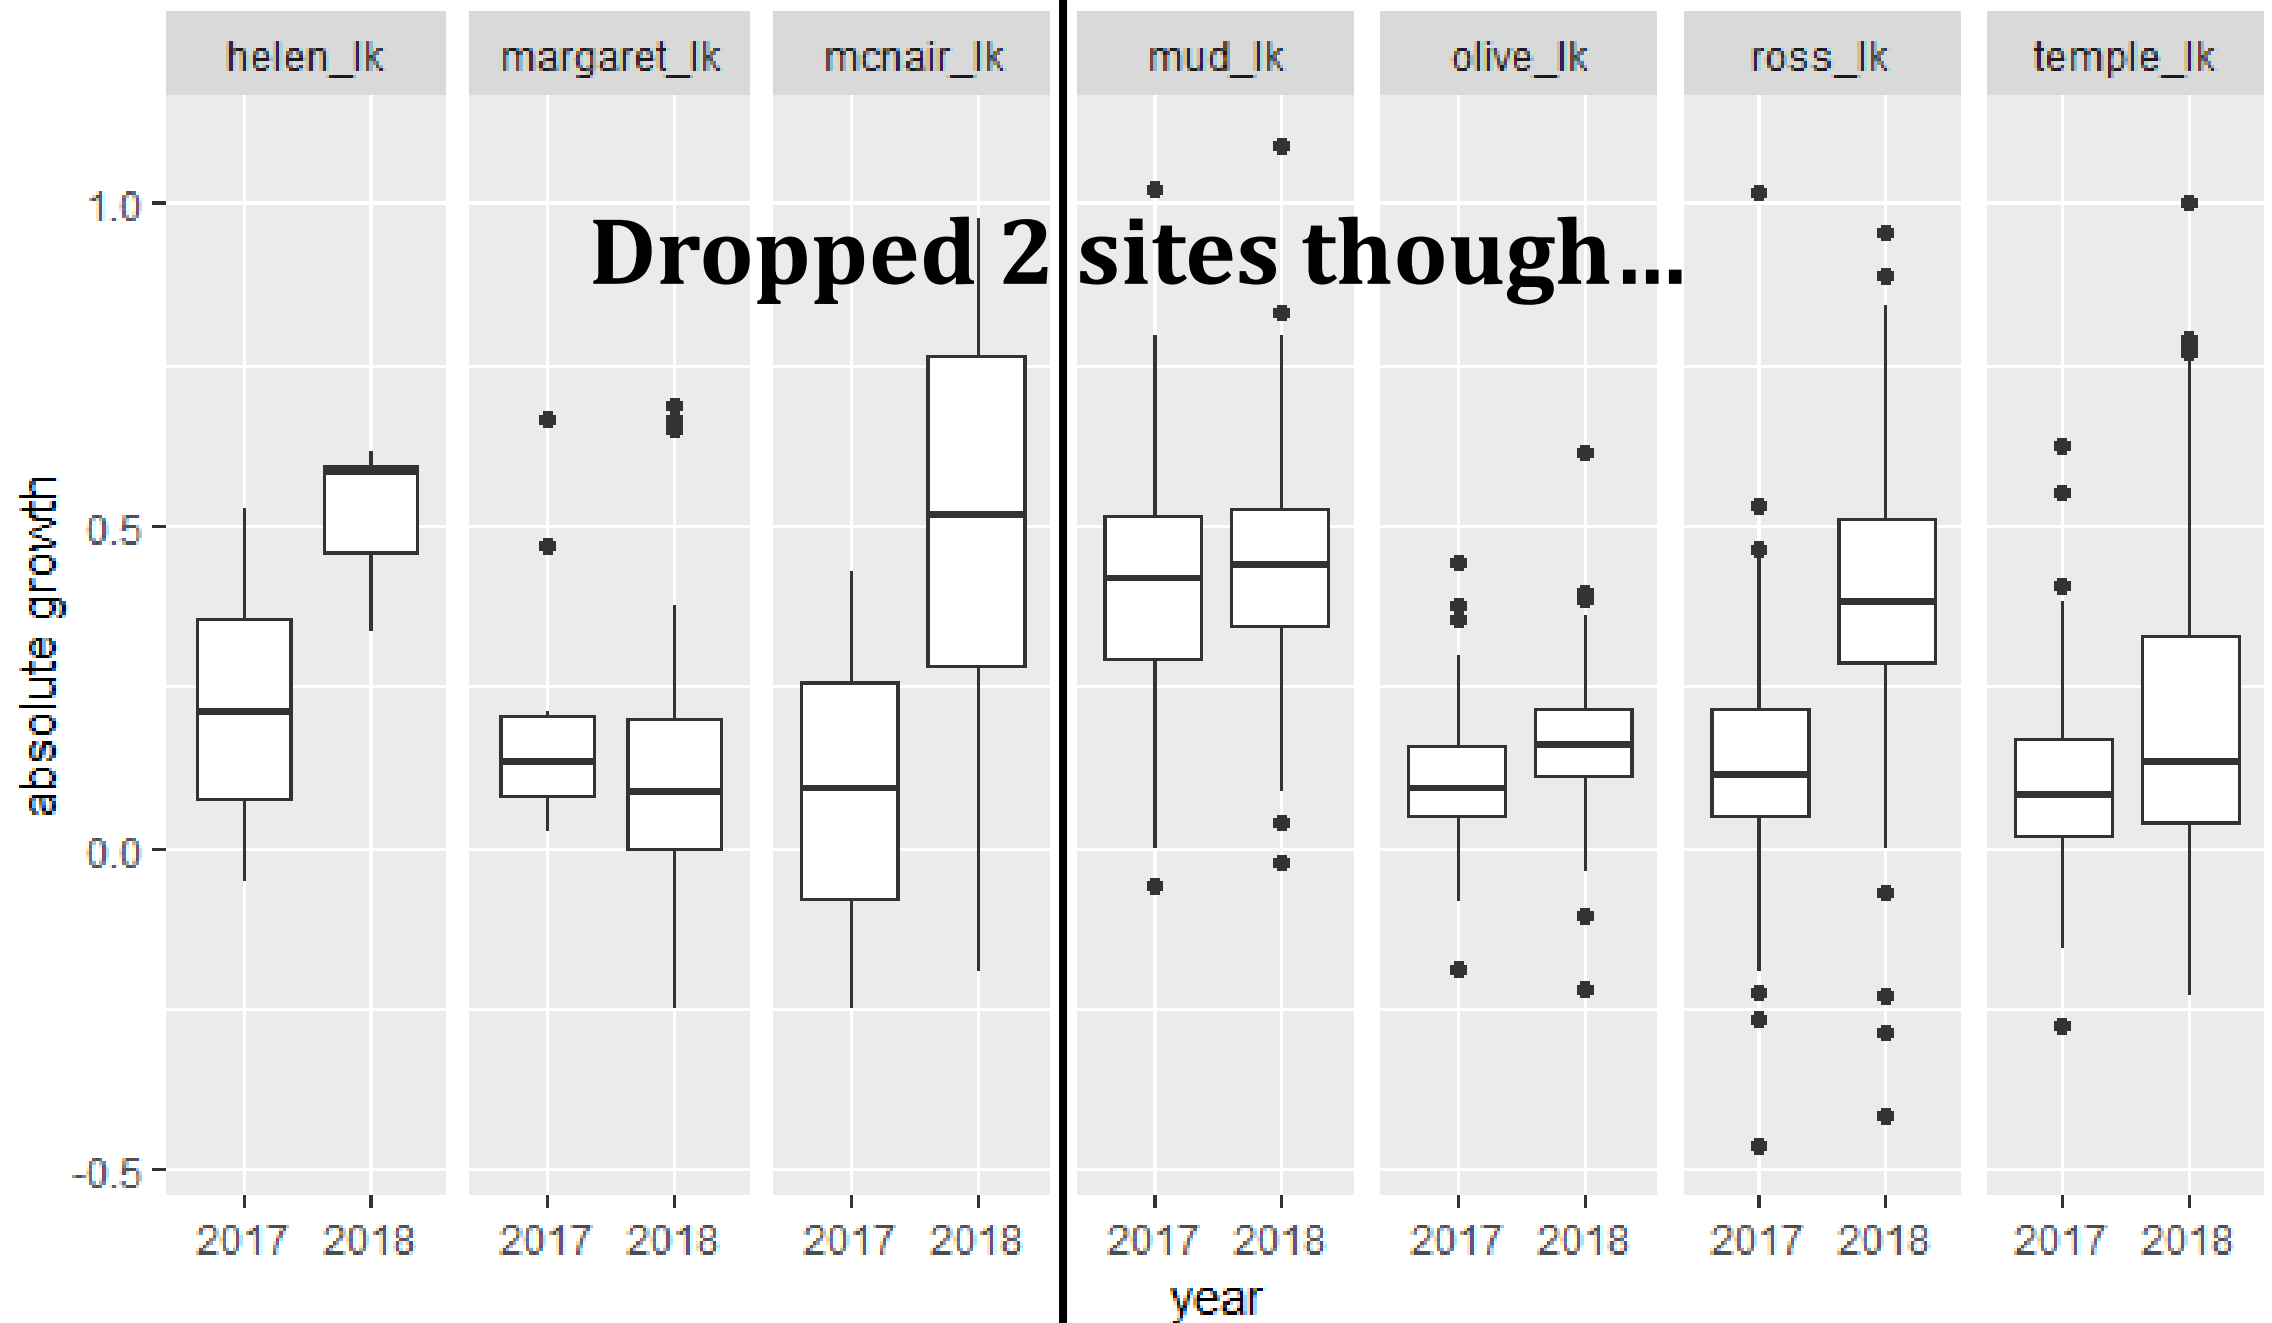 helen_lk margaret_lk mcnair_lk mud_lk olive_lk ross_lk temple_lk
1.0
Dropped 2 sites though...
0.5
absolute growth
0.0
-0.5
2017 2018 2017 2018 2017 2018 2017 2018 2017 2018 2017 2018 2017 2018
year